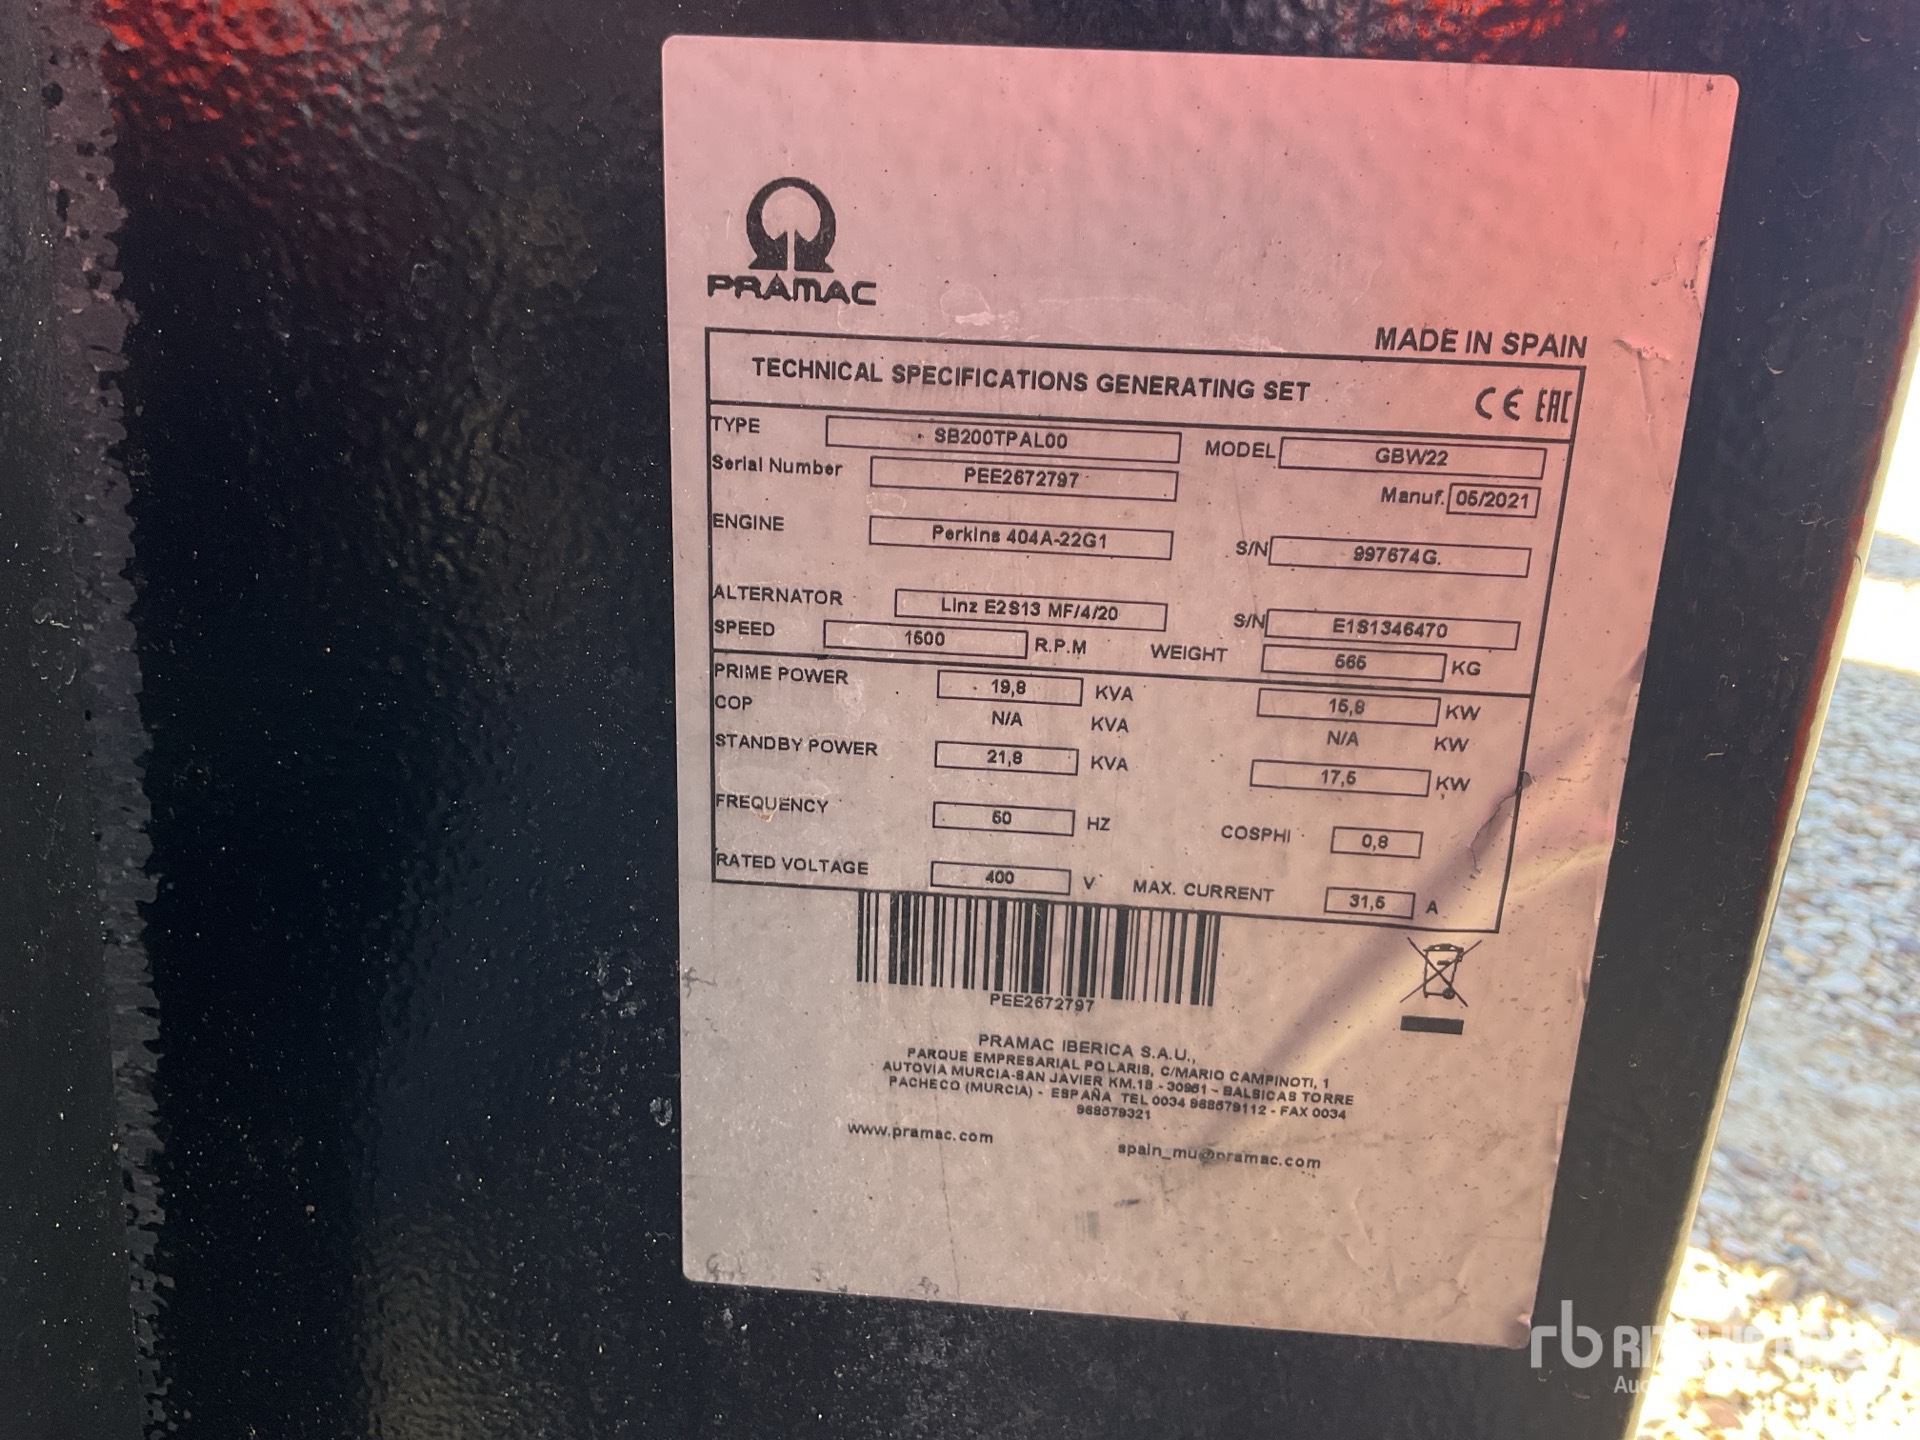 PRAMAC
MADE IN SPAIN
TECHNICAL SPECIFICATIONS GENERATING SET CE EAC
TYPE SB200TPAL00 MODEL GBW22
Serial Number PEE2672797 Manuf. 05/2021
ENGINE Perkins 404A-22G1 S/N 997674G.
ALTERNATOR Linz E2S13 MF/4/20 S/N E1S1346470
SPEED 1500 R.P.M WEIGHT 565 KG
PRIME POWER 19,8 KVA 15,8 KW
COP N/A KVA N/A KW
STANDBY POWER 21,8 KVA 17,5 KW
FREQUENCY 50 HZ COSPHI 0,8
RATED VOLTAGE 400 V MAX. CURRENT 31,5 A
PEE2672797
PRAMAC IBERICA S.A.U.,
PARQUE EMPRESARIAL POLARIS, C/MARIO CAMPINOTI, 1
AUTOVIA MURCIA-SAN JAVIER KM.18 - 30591 - BALSICAS TORRE
PACHECO (MURCIA) - ESPAÑA TEL 0034 968579112 - FAX 0034
968579321
www.pramac.com
spain_mu@pramac.com
rb